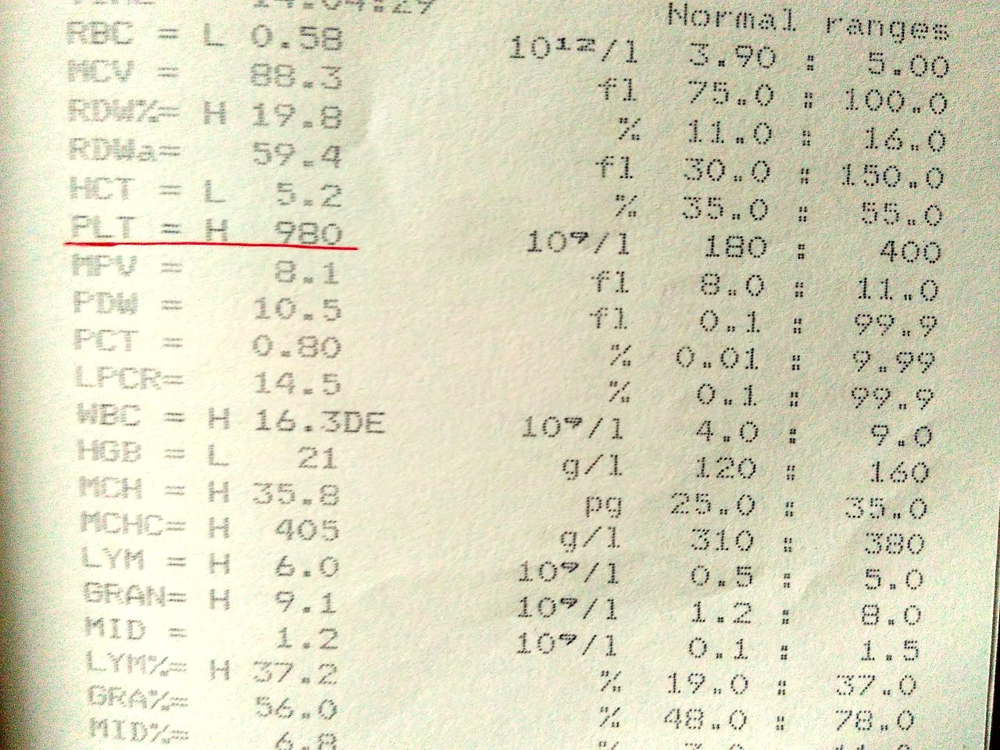 14:04:29
Normal ranges
RBC = L 0.58 10¹²/l 3.90 : 5.00
MCV = 88.3 fl 75.0 : 100.0
RDW%= H 19.8 % 11.0 : 16.0
RDWa= 59.4 fl 30.0 : 150.0
HCT = L 5.2 % 35.0 : 55.0
PLT = H 980 10⁹/l 180 : 400
MPV = 8.1 fl 8.0 : 11.0
PDW = 10.5 fl 0.1 : 99.9
PCT = 0.80 % 0.01 : 9.99
LPCR= 14.5 % 0.1 : 99.9
WBC = H 16.3DE 10⁹/l 4.0 : 9.0
HGB = L 21 g/l 120 : 160
MCH = H 35.8 pg 25.0 : 35.0
MCHC= H 405 g/l 310 : 380
LYM = H 6.0 10⁹/l 0.5 : 5.0
GRAN= H 9.1 10⁹/l 1.2 : 8.0
MID = 1.2 10⁹/l 0.1 : 1.5
LYM%= H 37.2 % 19.0 : 37.0
GRA%= 56.0 % 48.0 : 78.0
MID%= 6.8 %